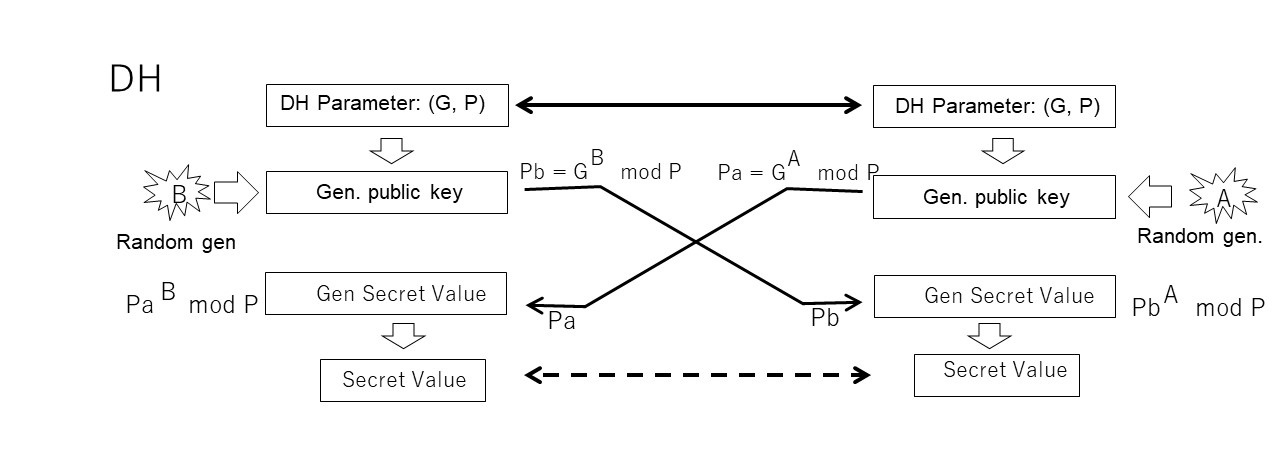 DH
DH Parameter: (G, P)
DH Parameter: (G, P)
Pb = G^B mod P
Pa = G^A mod P
B
Gen. public key
Gen. public key
A
Random gen
Random gen.
Pa^B mod P
Gen Secret Value
Pa
Pb
Gen Secret Value
Pb^A mod P
Secret Value
Secret Value